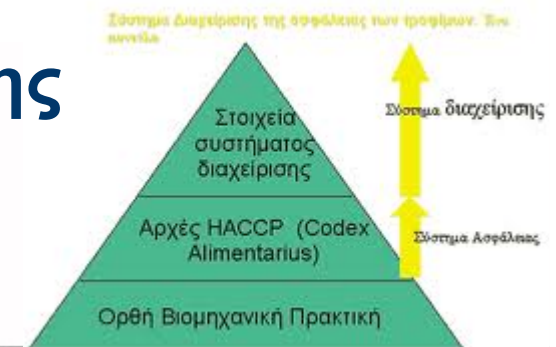 Σύστημα Διαχείρισης της ασφάλειας των τροφίμων. Ένα
μοντέλο
ης
Στοιχεία
συστήματος
διαχείρισης
Σύστημα διαχείρισης
Αρχές HACCP (Codex
Alimentarius)
Σύστημα Ασφάλειας
Ορθή Βιομηχανική Πρακτική